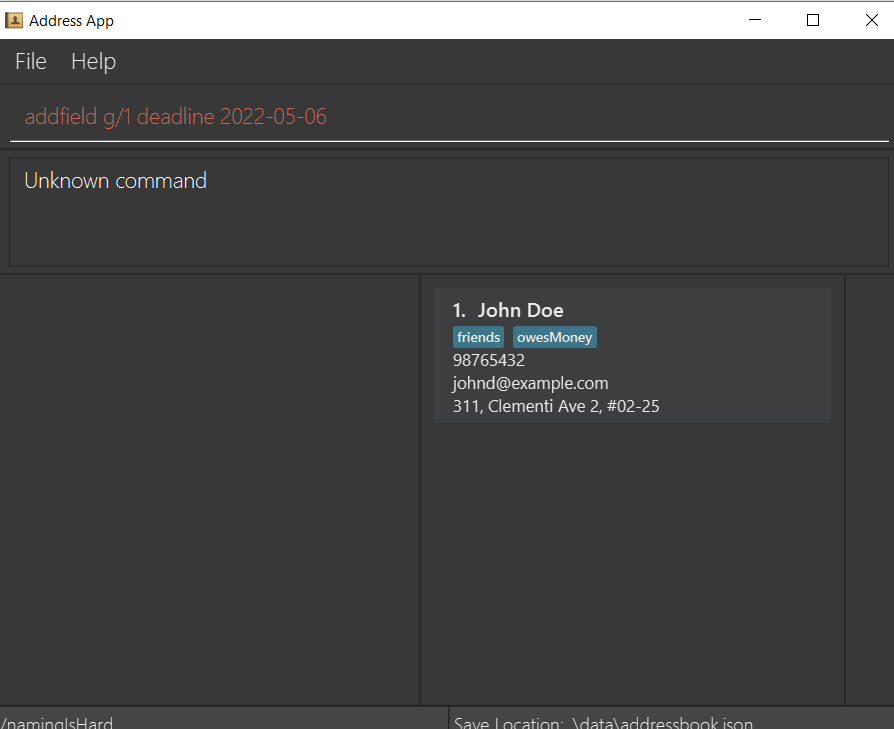 Address App
File Help
addfield g/1 deadline 2022-05-06
Unknown command
1. John Doe
friends owesMoney
98765432
johnd@example.com
311, Clementi Ave 2, #02-25
/namingIsHard
Save Location: .\data\addressbook.json